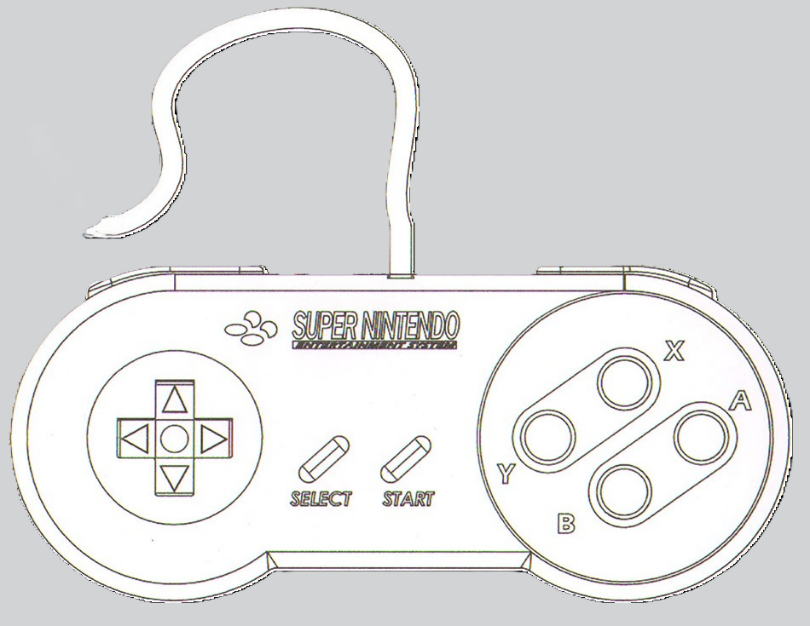 SUPER NINTENDO
ENTERTAINMENT SYSTEM
X
A
Y
SELECT START
B